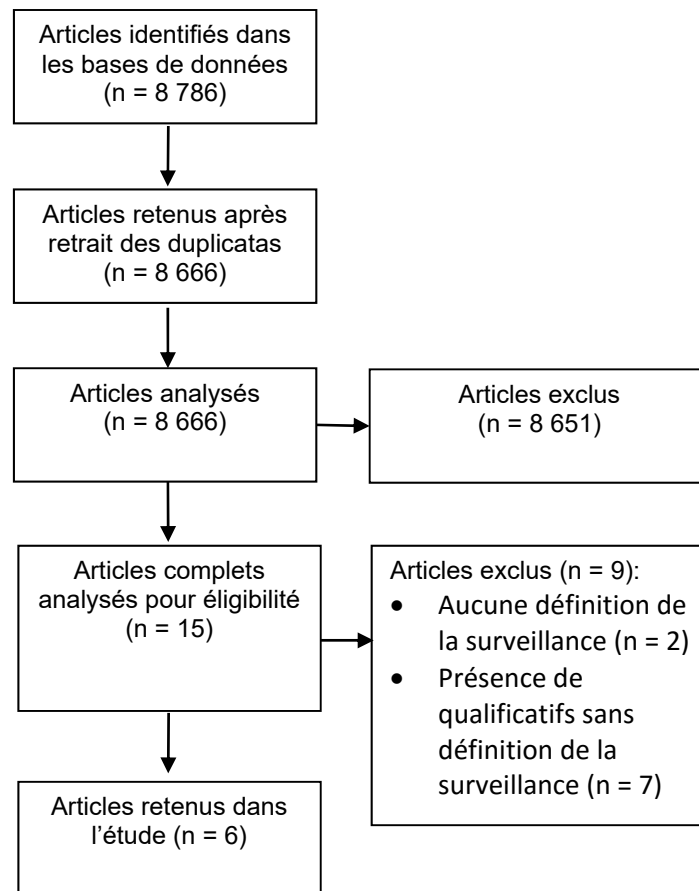 Articles identifiés dans
les bases de données
(n = 8 786)
Articles retenus après
retrait des duplicatas
(n = 8 666)
Articles analysés
(n = 8 666)
Articles exclus
(n = 8 651)
Articles complets
analysés pour éligibilité
(n = 15)
Articles exclus (n = 9):
• Aucune définition de
la surveillance (n = 2)
• Présence de
qualificatifs sans
définition de la
surveillance (n = 7)
Articles retenus dans
l’étude (n = 6)